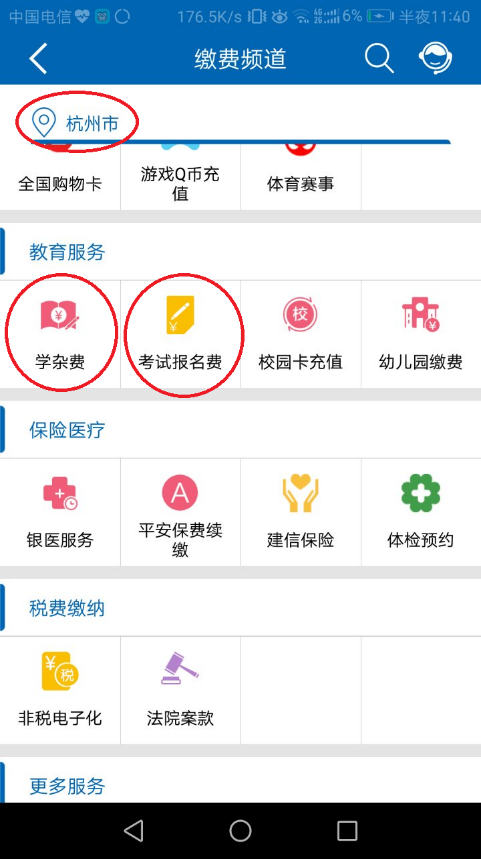 中国电信 176.5K/s 6% 半夜11:40
缴费频道
杭州市
全国购物卡
游戏Q币充
值
体育赛事
教育服务
学杂费
考试报名费
校
校园卡充值
幼儿园缴费
保险医疗
银医服务
A
平安保费续
缴
建信保险
体检预约
税费缴纳
税
非税电子化
法院案款
更多服务